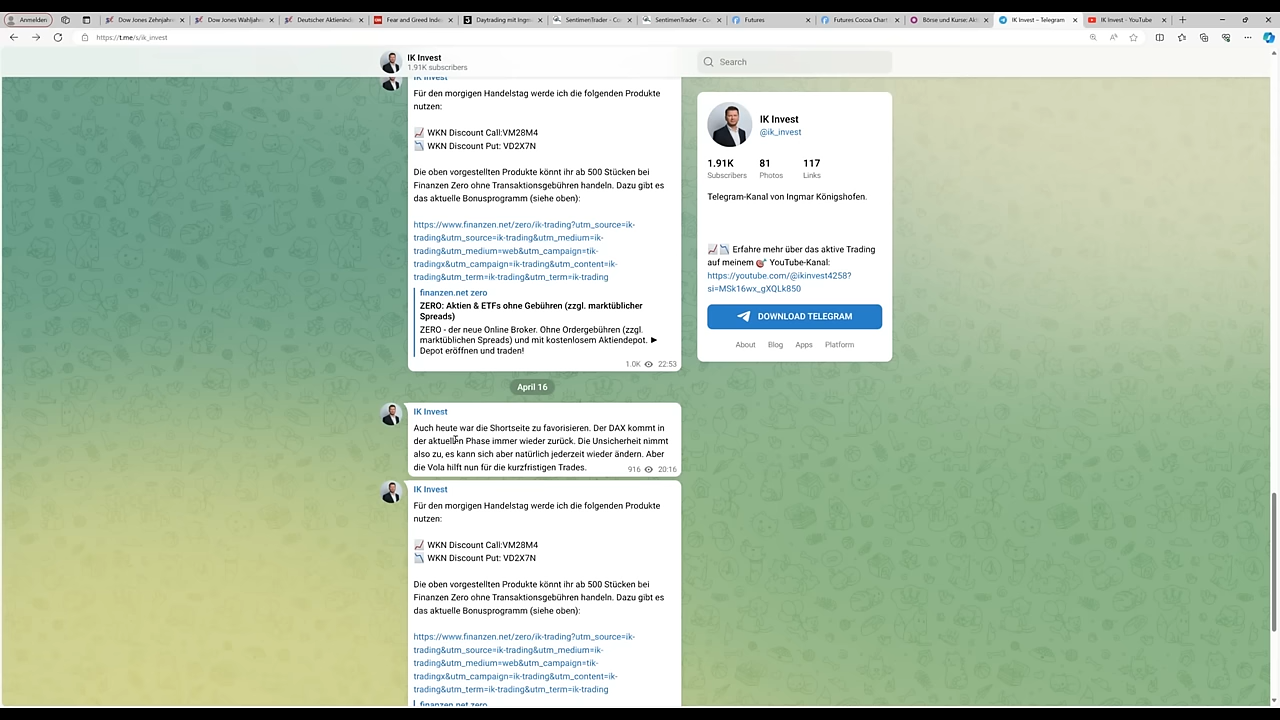 Anmelden
Dow Jones Zehnjahr
Dow Jones Wahljahr
Deutscher Aktienind
Fear and Greed Inde
Daytrading mit Ingm
SentimenTrader - Co
SentimenTrader - Co
Futures
Futures Cocoa Chart
Börse und Kurse: Akt
IK Invest – Telegram
IK Invest - YouTube
https://t.me/s/ik_invest
IK Invest
1.91K subscribers
Search
IK Invest
Für den morgigen Handelstag werde ich die folgenden Produkte
nutzen:
📈 WKN Discount Call:VM28M4
📉 WKN Discount Put: VD2X7N
Die oben vorgestellten Produkte könnt ihr ab 500 Stücken bei
Finanzen Zero ohne Transaktionsgebühren handeln. Dazu gibt es
das aktuelle Bonusprogramm (siehe oben):
https://www.finanzen.net/zero/ik-trading?utm_source=ik-
trading&utm_source=ik-trading&utm_medium=ik-
trading&utm_medium=web&utm_campaign=tik-
tradingx&utm_campaign=ik-trading&utm_content=ik-
trading&utm_term=ik-trading&utm_term=ik-trading
finanzen.net zero
ZERO: Aktien & ETFs ohne Gebühren (zzgl. marktüblicher
Spreads)
ZERO - der neue Online Broker. Ohne Ordergebühren (zzgl.
marktüblichen Spreads) und mit kostenlosem Aktiendepot. ►
Depot eröffnen und traden!
1.0K 22:53
April 16
IK Invest
Auch heute war die Shortseite zu favorisieren. Der DAX kommt in
der aktuellen Phase immer wieder zurück. Die Unsicherheit nimmt
also zu, es kann sich aber natürlich jederzeit wieder ändern. Aber
die Vola hilft nun für die kurzfristigen Trades.
916 20:16
IK Invest
Für den morgigen Handelstag werde ich die folgenden Produkte
nutzen:
📈 WKN Discount Call:VM28M4
📉 WKN Discount Put: VD2X7N
Die oben vorgestellten Produkte könnt ihr ab 500 Stücken bei
Finanzen Zero ohne Transaktionsgebühren handeln. Dazu gibt es
das aktuelle Bonusprogramm (siehe oben):
https://www.finanzen.net/zero/ik-trading?utm_source=ik-
trading&utm_source=ik-trading&utm_medium=ik-
trading&utm_medium=web&utm_campaign=tik-
tradingx&utm_campaign=ik-trading&utm_content=ik-
trading&utm_term=ik-trading&utm_term=ik-trading
finanzen.net zero
IK Invest
@ik_invest
1.91K 81 117
Subscribers Photos Links
Telegram-Kanal von Ingmar Königshofen.
📈📉 Erfahre mehr über das aktive Trading
auf meinem 🎯 YouTube-Kanal:
https://youtube.com/@ikinvest4258?
si=MSk16wx_gXQLk850
DOWNLOAD TELEGRAM
About Blog Apps Platform